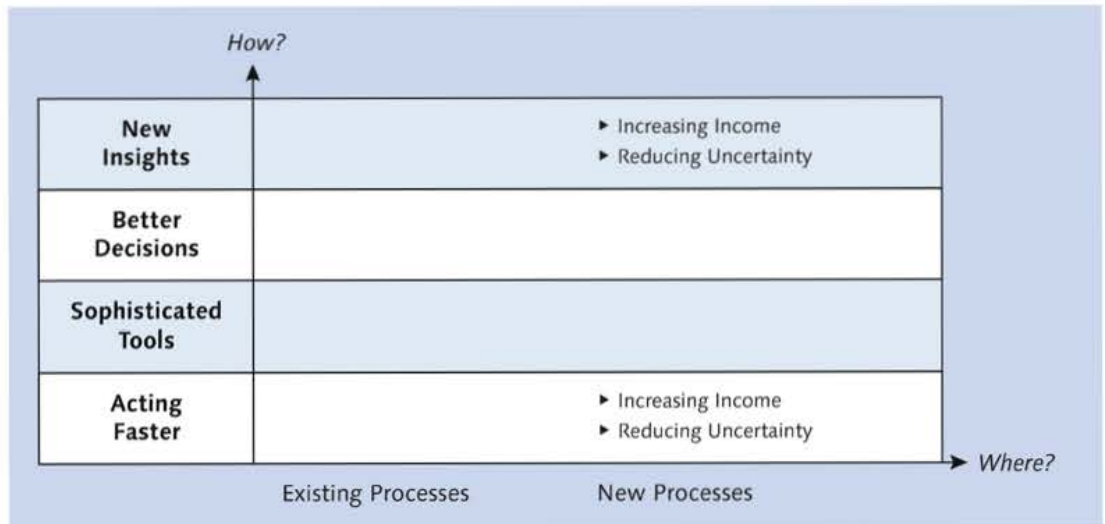 How?
New
Insights
▸ Increasing Income
▸ Reducing Uncertainty
Better
Decisions
Sophisticated
Tools
Acting
Faster
▸ Increasing Income
▸ Reducing Uncertainty
Where?
Existing Processes
New Processes